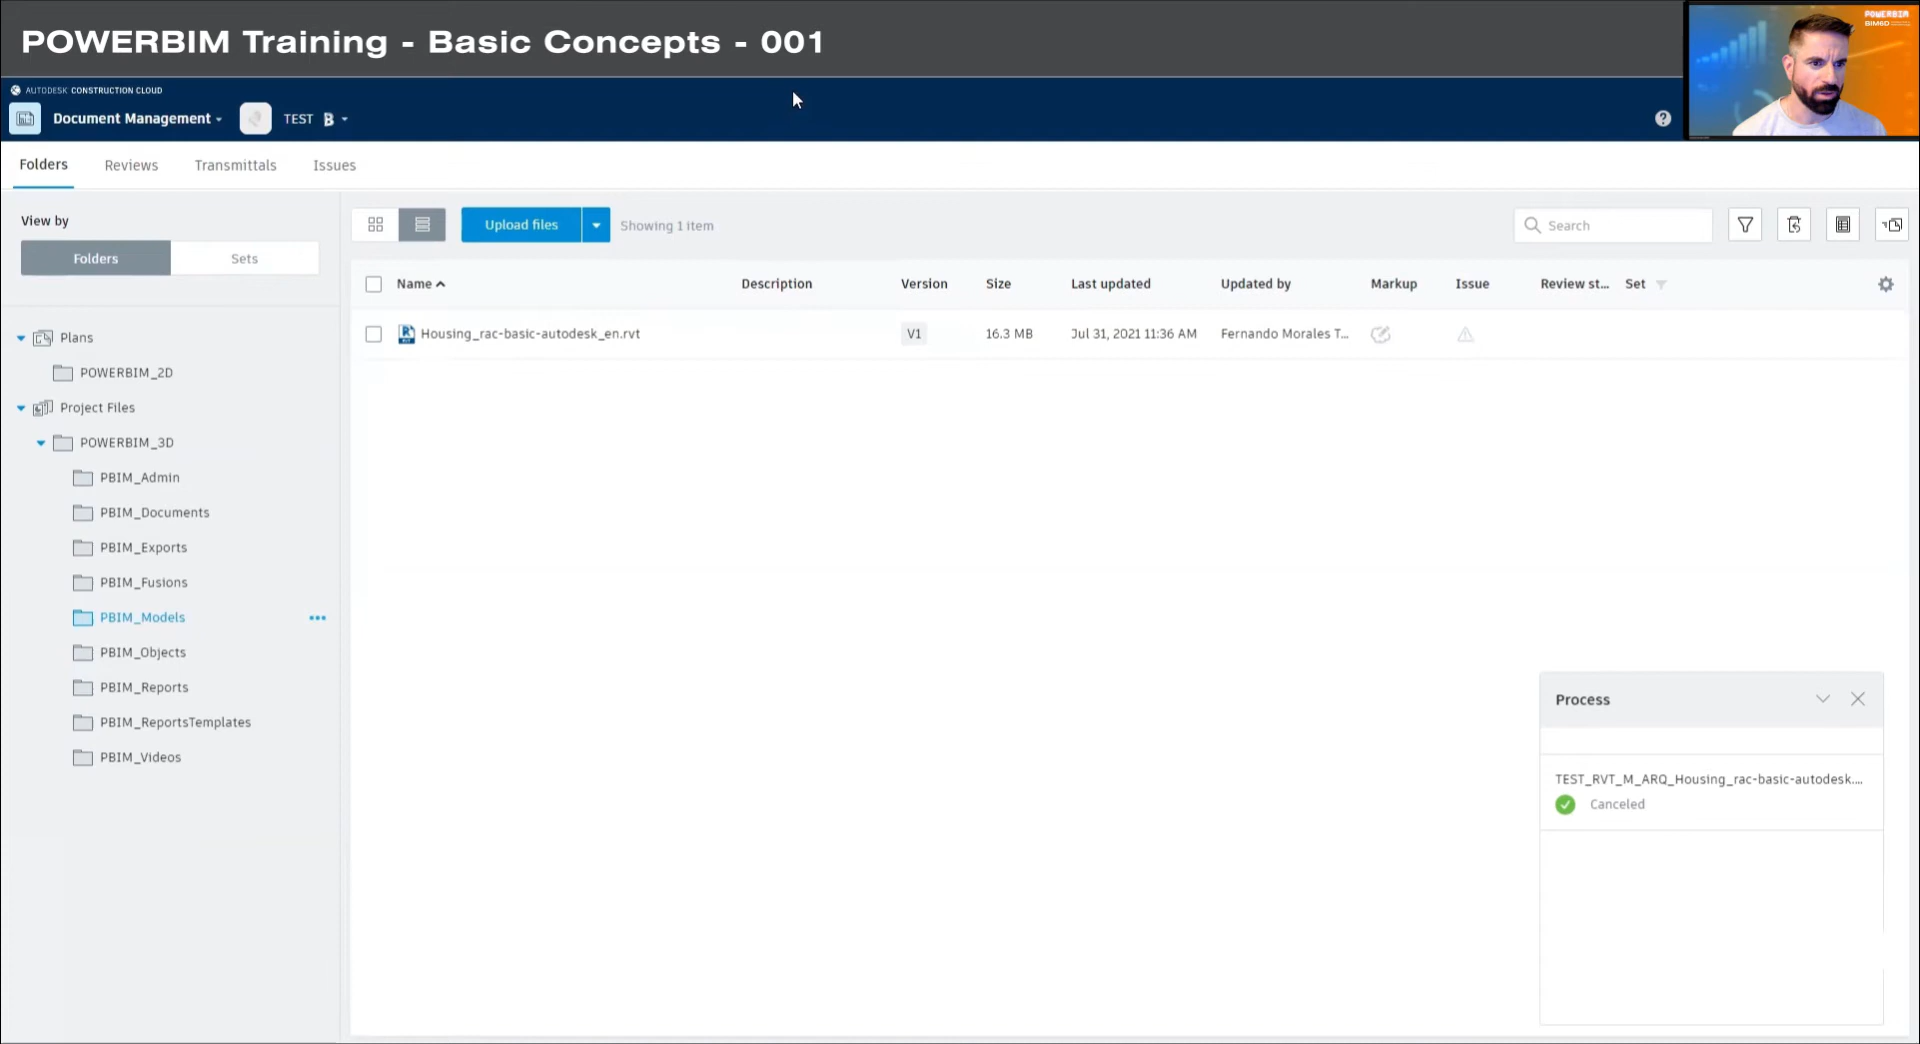 POWERBIM Training - Basic Concepts - 001
POWERBIM
BIM6D
AUTODESK CONSTRUCTION CLOUD
Document Management
TEST B
Folders Reviews Transmittals Issues
View by
Folders Sets
Upload files Showing 1 item Search
Name Description Version Size Last updated Updated by Markup Issue Review st... Set
Housing_rac-basic-autodesk_en.rvt V1 16.3 MB Jul 31, 2021 11:36 AM Fernando Morales T...
Plans
POWERBIM_2D
Project Files
POWERBIM_3D
PBIM_Admin
PBIM_Documents
PBIM_Exports
PBIM_Fusions
PBIM_Models
PBIM_Objects
PBIM_Reports
PBIM_ReportsTemplates
PBIM_Videos
Process
TEST_RVT_M_ARQ_Housing_rac-basic-autodesk....
Canceled